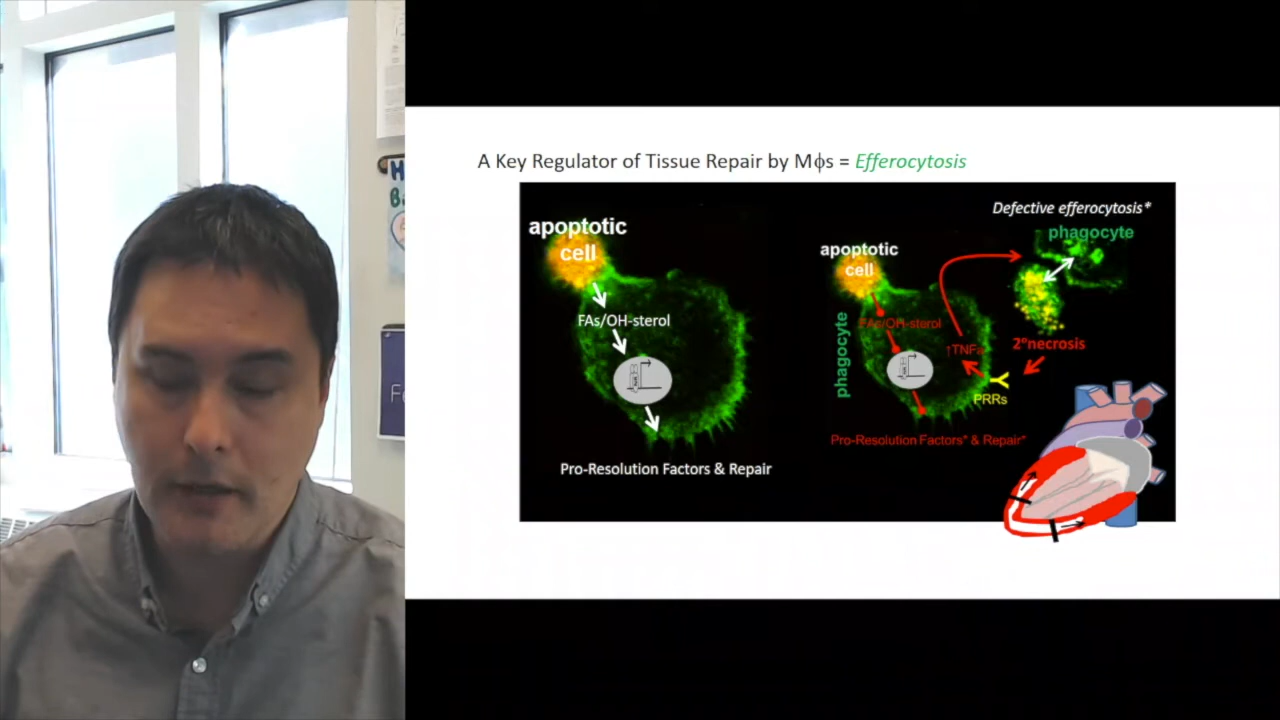 A Key Regulator of Tissue Repair by Mϕs = Efferocytosis
apoptotic
cell
FAs/OH-sterol
Pro-Resolution Factors & Repair
Defective efferocytosis*
phagocyte
apoptotic
cell
phagocyte
FAs/OH-sterol
↑TNFa
2°necrosis
PRRs
Pro-Resolution Factors* & Repair*